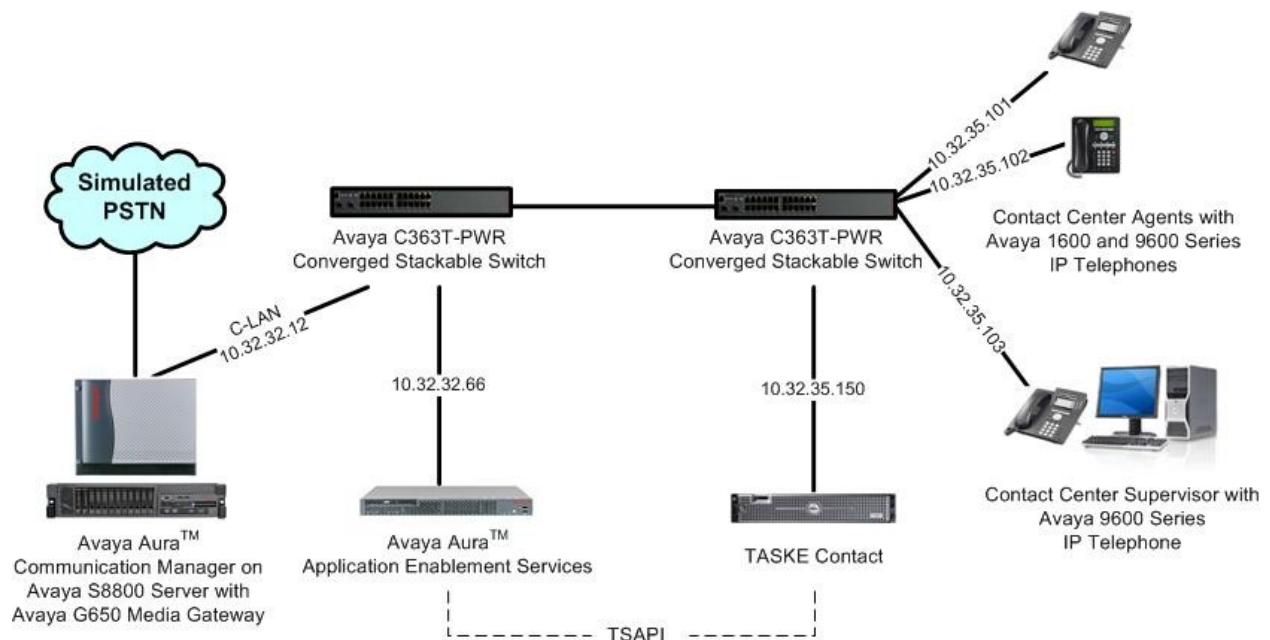 Simulated
PSTN
Avaya C363T-PWR
Converged Stackable Switch
Avaya C363T-PWR
Converged Stackable Switch
10.32.35.101
10.32.35.102
Contact Center Agents with
Avaya 1600 and 9600 Series
IP Telephones
C-LAN
10.32.32.12
10.32.32.66
10.32.35.150
10.32.35.103
Avaya Aura™
Communication Manager on
Avaya S8800 Server with
Avaya G650 Media Gateway
Avaya Aura™
Application Enablement Services
TASKE Contact
Contact Center Supervisor with
Avaya 9600 Series
IP Telephone
TSAPI